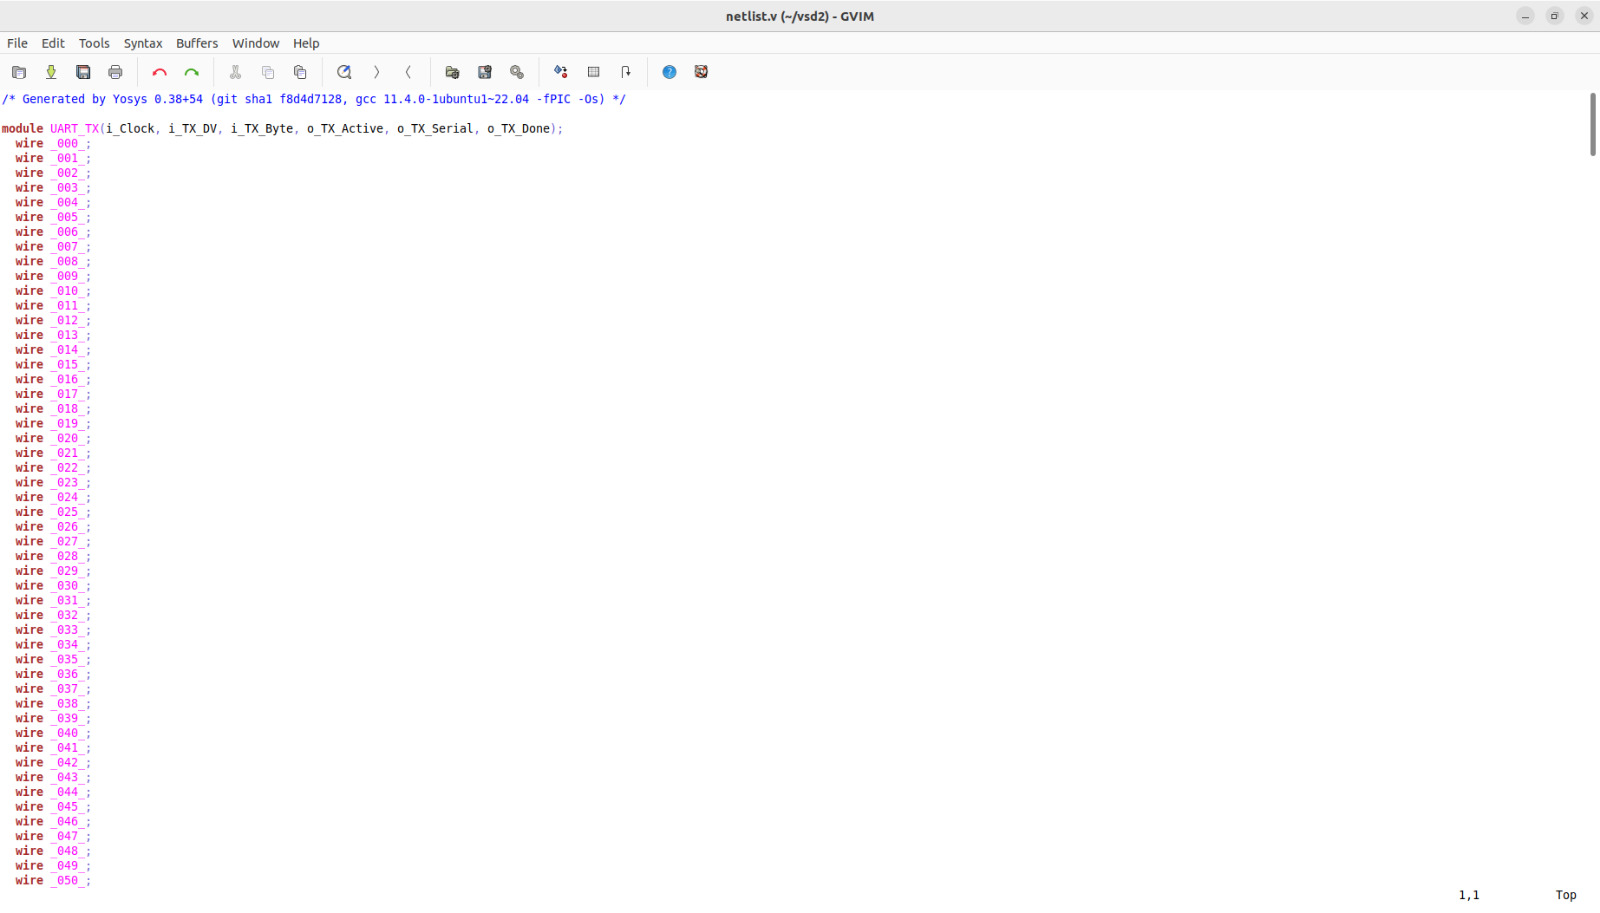 netlist.v (~/vsd2) - GVIM
File Edit Tools Syntax Buffers Window Help
/* Generated by Yosys 0.38+54 (git sha1 f8d4d7128, gcc 11.4.0-1ubuntu1~22.04 -fPIC -Os) */
module UART_TX(i_Clock, i_TX_DV, i_TX_Byte, o_TX_Active, o_TX_Serial, o_TX_Done);
wire _000_;
wire _001_;
wire _002_;
wire _003_;
wire _004_;
wire _005_;
wire _006_;
wire _007_;
wire _008_;
wire _009_;
wire _010_;
wire _011_;
wire _012_;
wire _013_;
wire _014_;
wire _015_;
wire _016_;
wire _017_;
wire _018_;
wire _019_;
wire _020_;
wire _021_;
wire _022_;
wire _023_;
wire _024_;
wire _025_;
wire _026_;
wire _027_;
wire _028_;
wire _029_;
wire _030_;
wire _031_;
wire _032_;
wire _033_;
wire _034_;
wire _035_;
wire _036_;
wire _037_;
wire _038_;
wire _039_;
wire _040_;
wire _041_;
wire _042_;
wire _043_;
wire _044_;
wire _045_;
wire _046_;
wire _047_;
wire _048_;
wire _049_;
wire _050_;
1,1 Top